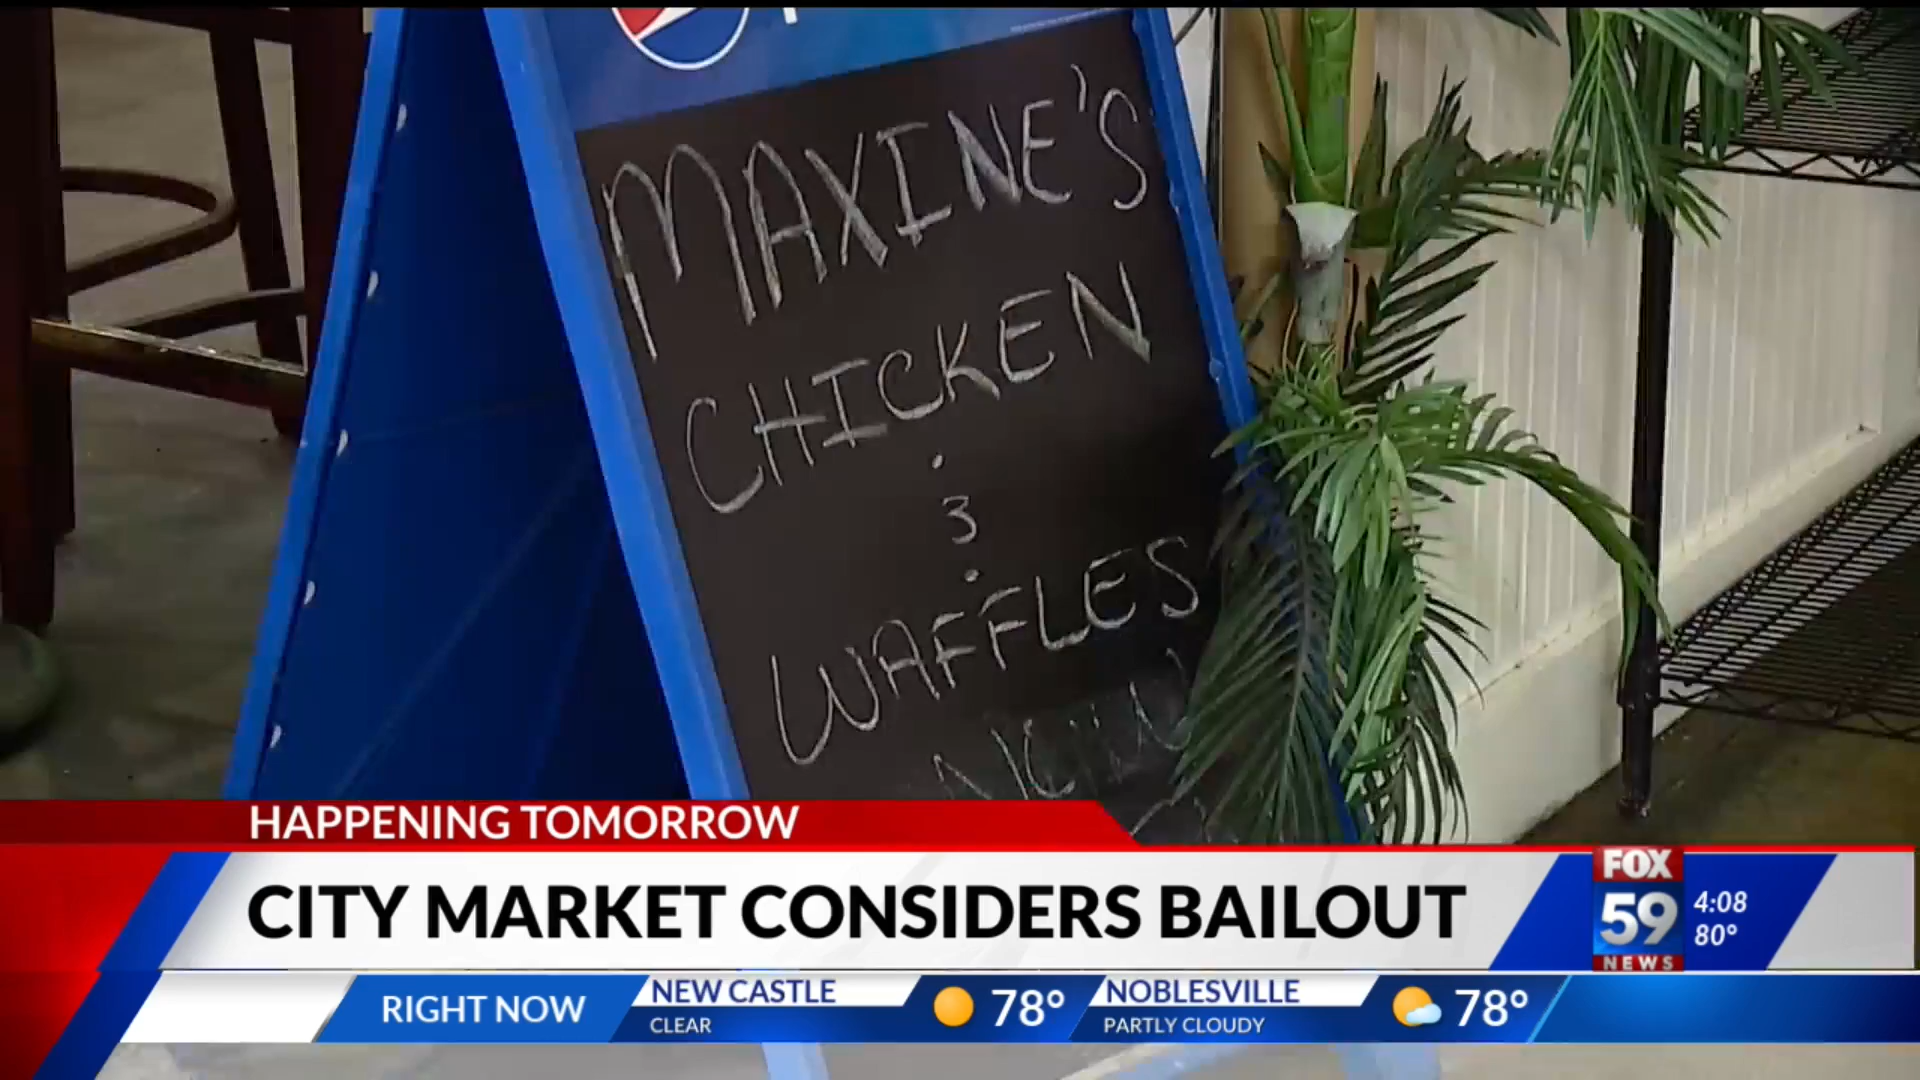 MAXINE'S
CHICKEN
&
WAFFLES
HAPPENING TOMORROW
CITY MARKET CONSIDERS BAILOUT
FOX
59
NEWS
4:08
80°
RIGHT NOW
NEW CASTLE
CLEAR
78°
NOBLESVILLE
PARTLY CLOUDY
78°